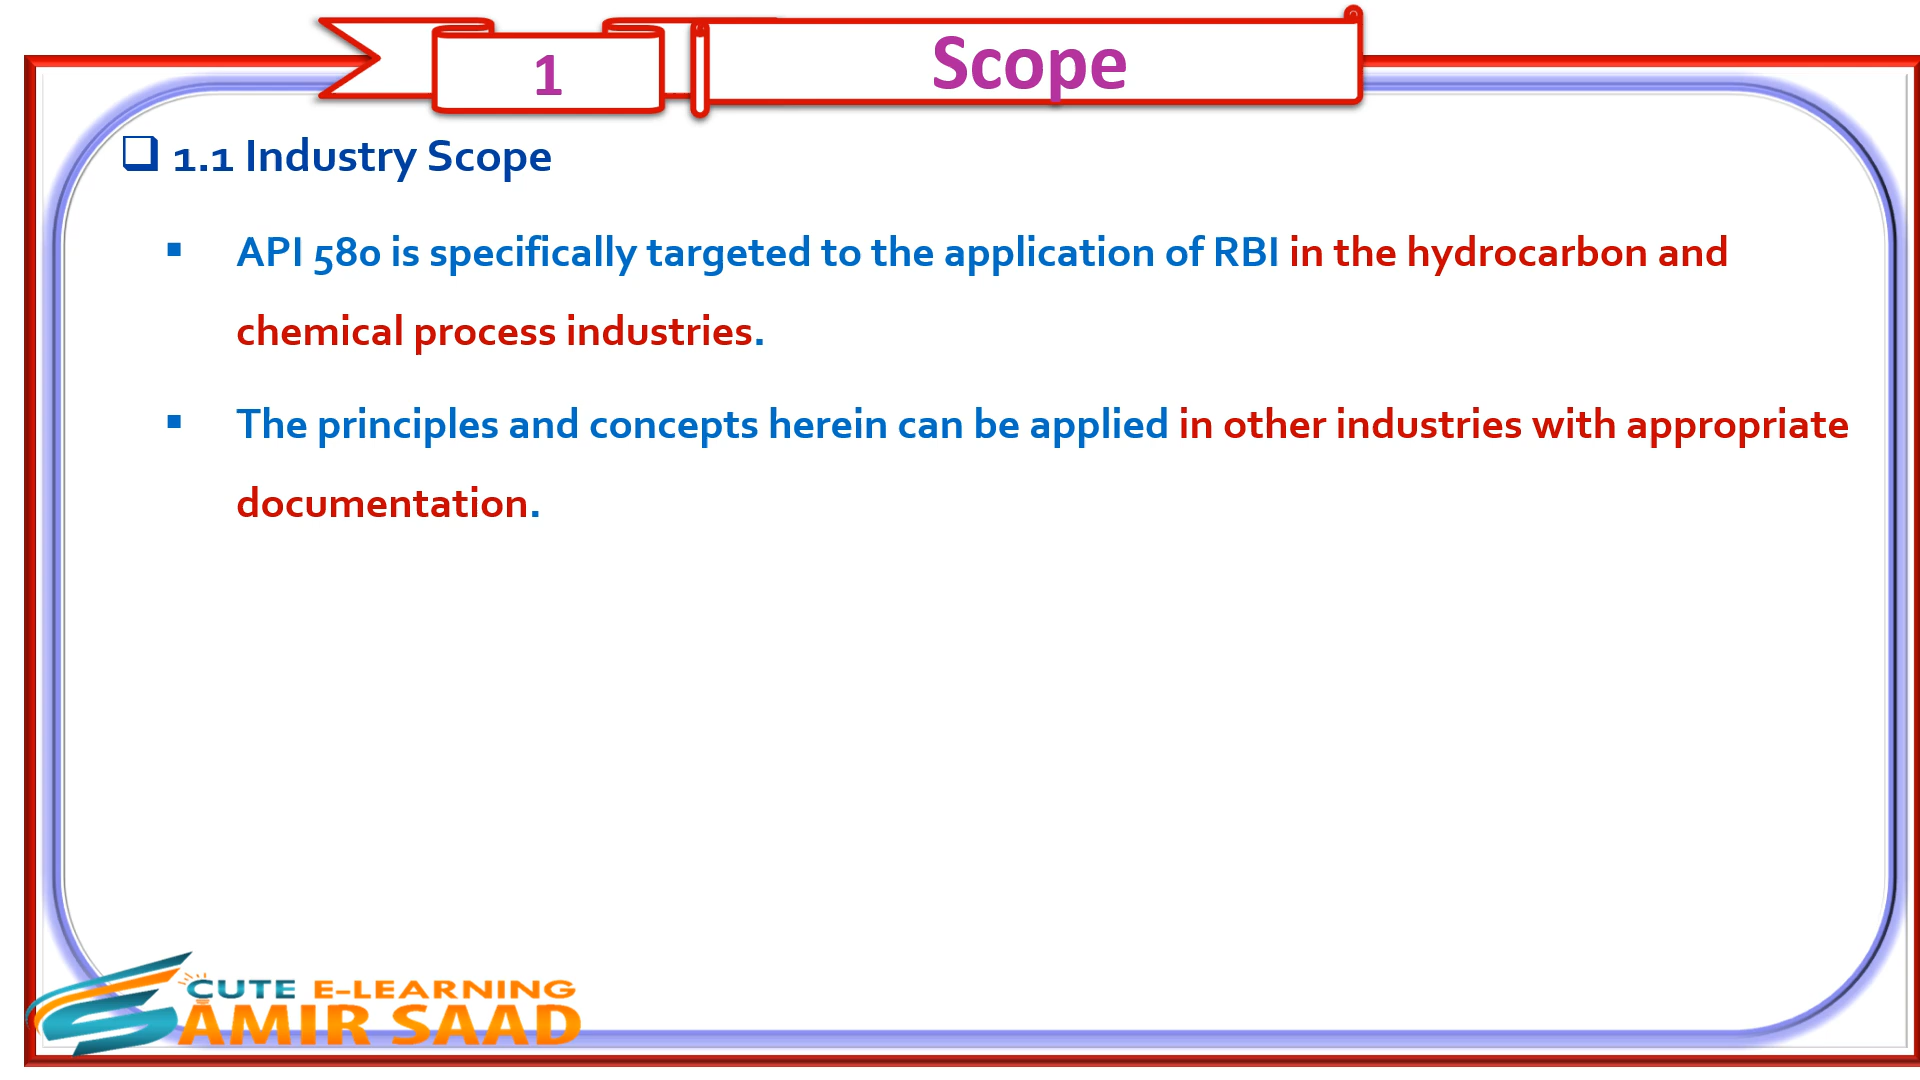 1
Scope
1.1 Industry Scope
API 580 is specifically targeted to the application of RBI in the hydrocarbon and
chemical process industries.
The principles and concepts herein can be applied in other industries with appropriate
documentation.
CUTE E-LEARNING
AMIR SAAD